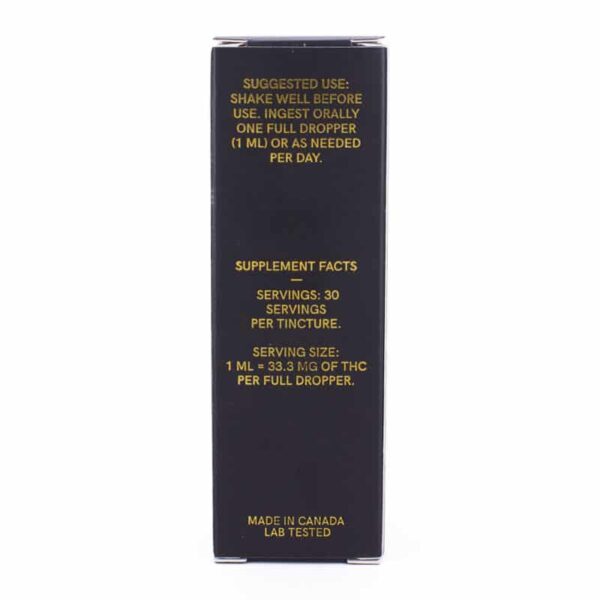 SUGGESTED USE:
SHAKE WELL BEFORE
USE. INGEST ORALLY
ONE FULL DROPPER
(1 ML) OR AS NEEDED
PER DAY.
SUPPLEMENT FACTS
—
SERVINGS: 30
SERVINGS
PER TINCTURE.
SERVING SIZE:
1 ML = 33.3 MG OF THC
PER FULL DROPPER.
MADE IN CANADA
LAB TESTED